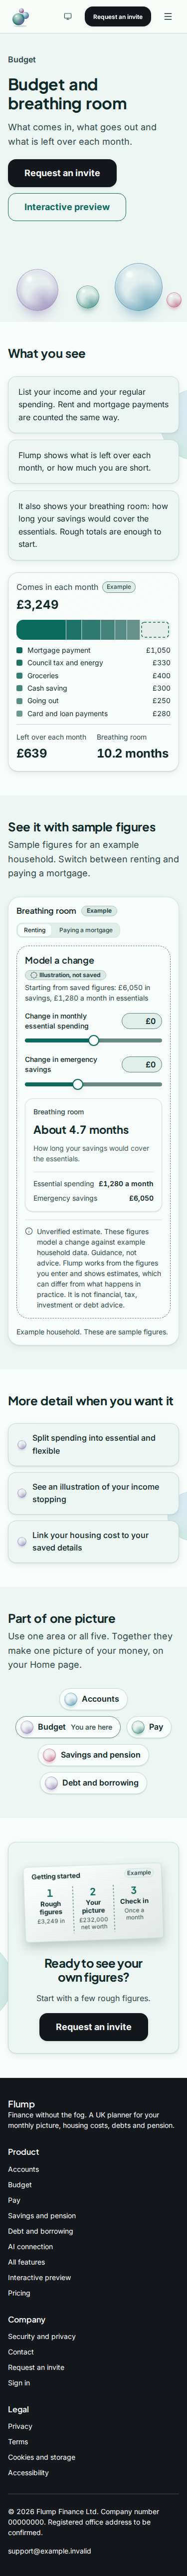 Request an invite
Budget
Budget and
breathing room
What comes in, what goes out and
what is left over each month.
Request an invite
Interactive preview
What you see
List your income and your regular
spending. Rent and mortgage payments
are counted the same way.
Flump shows what is left over each
month, or how much you are short.
It also shows your breathing room: how
long your savings would cover the
essentials. Rough totals are enough to
start.
Comes in each month Example
£3,249
Mortgage payment £1,050
Council tax and energy £330
Groceries £400
Cash saving £300
Going out £250
Card and loan payments £280
Left over each month Breathing room
£639 10.2 months
See it with sample figures
Sample figures for an example
household. Switch between renting and
paying a mortgage.
Breathing room Example
Renting Paying a mortgage
Model a change
Illustration, not saved
Starting from saved figures: £6,050 in
savings, £1,280 a month in essentials
Change in monthly
essential spending £0
Change in emergency
savings £0
Breathing room
About 4.7 months
How long your savings would cover
the essentials.
Essential spending £1,280 a month
Emergency savings £6,050
Unverified estimate. These figures
model a change against example
household data. Guidance, not
advice. Flump works from the figures
you enter and shows estimates, which
can differ from what happens in
practice. It is not financial, tax,
investment or debt advice.
Example household. These are sample figures.
More detail when you want it
Split spending into essential and
flexible
See an illustration of your income
stopping
Link your housing cost to your
saved details
Part of one picture
Use one area or all five. Together they
make one picture of your money, on
your Home page.
Accounts
Budget You are here
Pay
Savings and pension
Debt and borrowing
Getting started Example
1 2 3
Rough
figures
£3,249 in
Your
picture
£232,000
net worth
Check in
Once a
month
Ready to see your
own figures?
Start with a few rough figures.
Request an invite
Flump
Finance without the fog. A UK planner for your
monthly picture, housing costs, debts and pension.
Product
Accounts
Budget
Pay
Savings and pension
Debt and borrowing
AI connection
All features
Interactive preview
Pricing
Company
Security and privacy
Contact
Request an invite
Sign in
Legal
Privacy
Terms
Cookies and storage
Accessibility
© 2026 Flump Finance Ltd. Company number
00000000. Registered office address to be
confirmed.
support@example.invalid